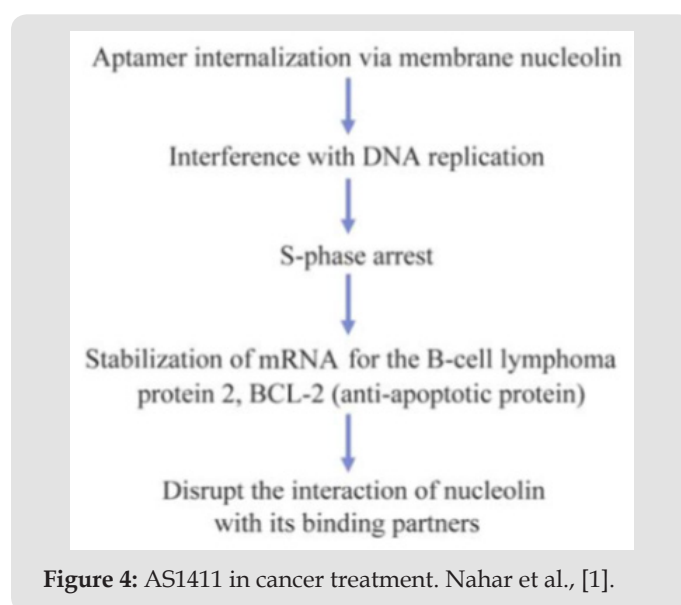 Aptamer internalization via membrane nucleolin
Interference with DNA replication
S-phase arrest
Stabilization of mRNA for the B-cell lymphoma
protein 2, BCL-2 (anti-apoptotic protein)
Disrupt the interaction of nucleolin
with its binding partners
Figure 4: AS1411 in cancer treatment. Nahar et al., [1].